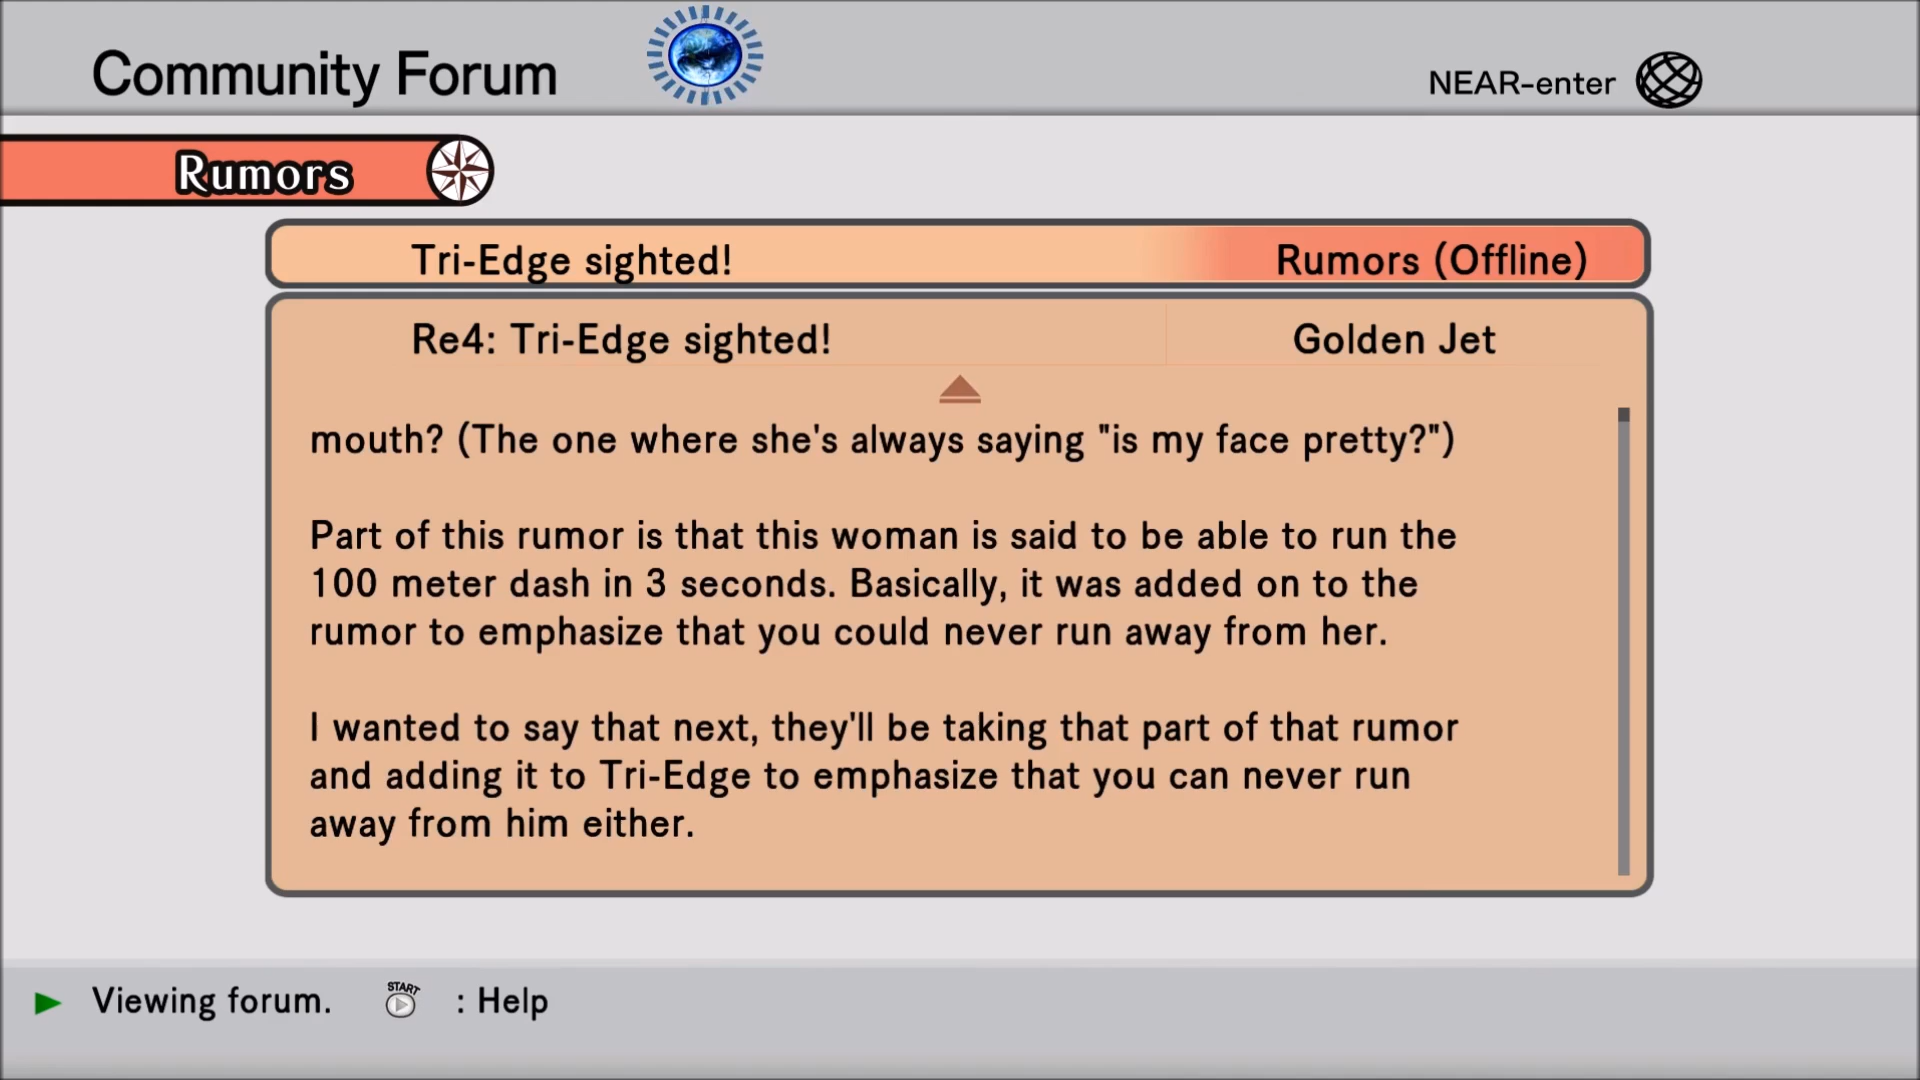 Community Forum
NEAR-enter
Rumors
Tri-Edge sighted!
Rumors (Offline)
Re4: Tri-Edge sighted!
Golden Jet
mouth? (The one where she's always saying "is my face pretty?")
Part of this rumor is that this woman is said to be able to run the
100 meter dash in 3 seconds. Basically, it was added on to the
rumor to emphasize that you could never run away from her.
I wanted to say that next, they'll be taking that part of that rumor
and adding it to Tri-Edge to emphasize that you can never run
away from him either.
Viewing forum.
START
: Help